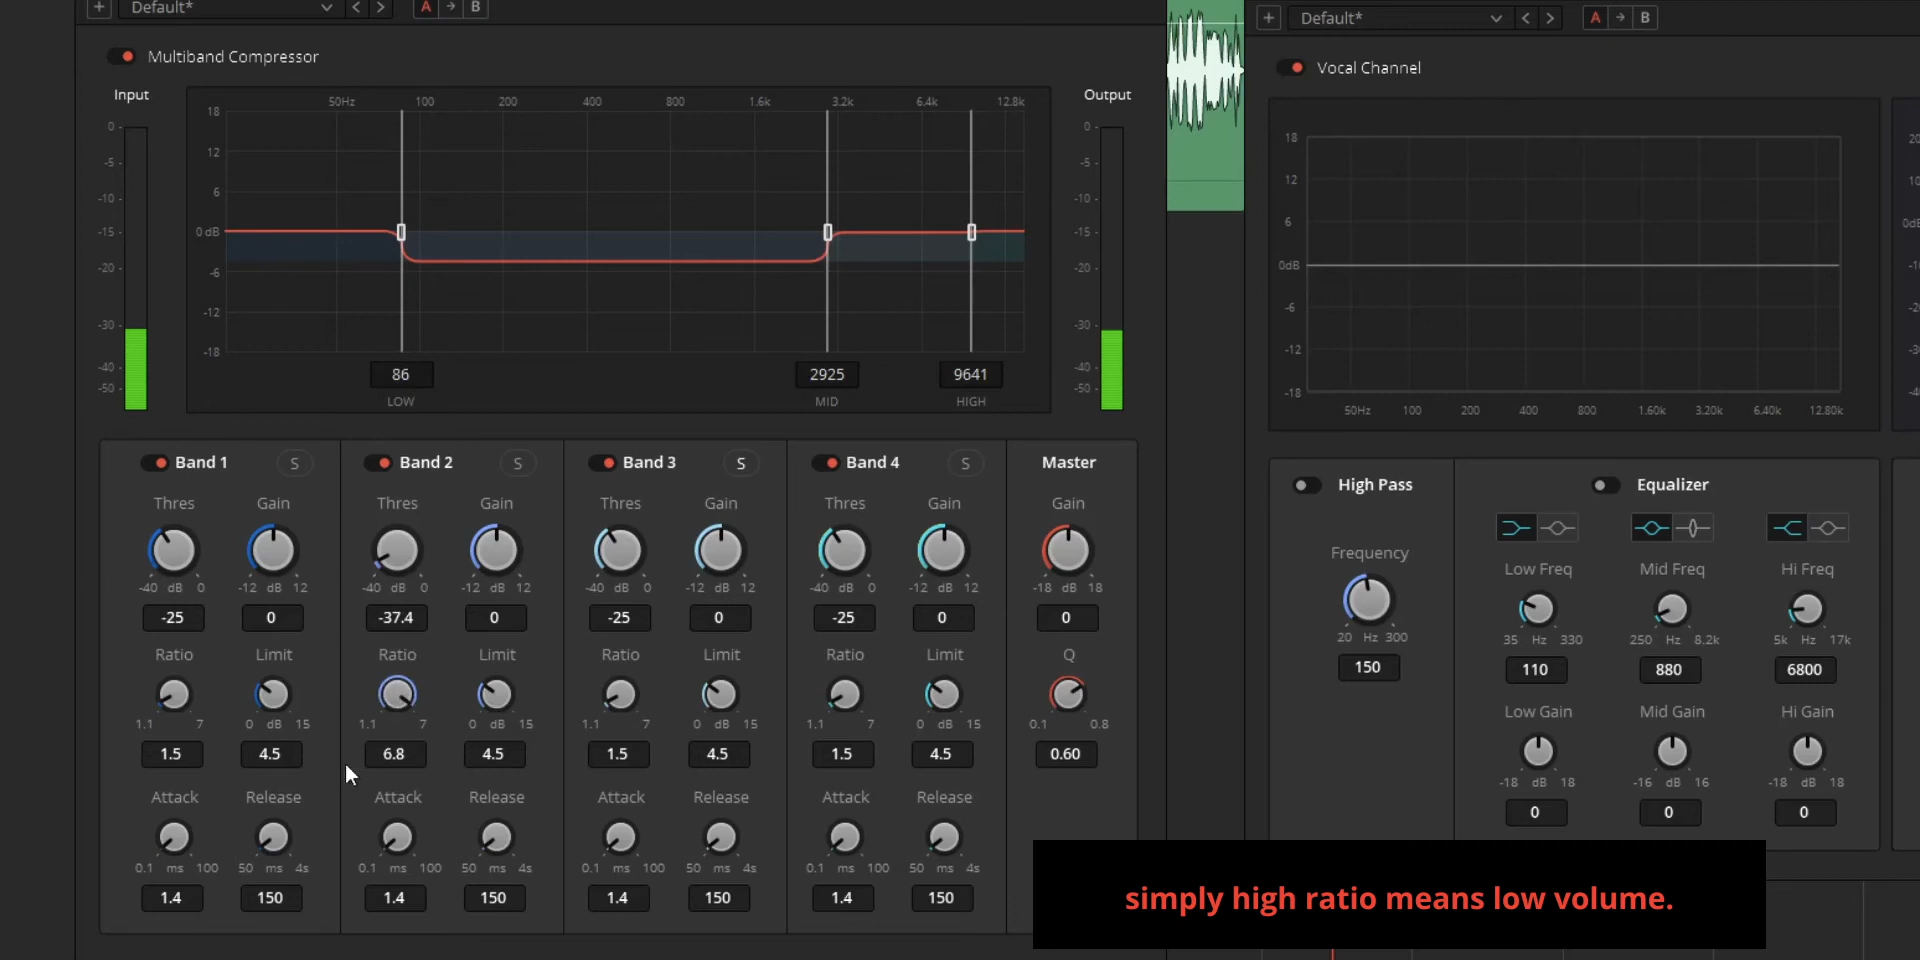 Default*
A
B
Default*
A
B
Multiband Compressor
Vocal Channel
Input
Output
50Hz 100 200 400 800 1.6k 3.2k 6.4k 12.8k
18
12
6
0 dB
-6
-12
-18
0
-5
-10
-15
-20
-30
-40
-50
0
-5
-10
-15
-20
-30
-40
-50
86 2925 9641
LOW MID HIGH
18
12
6
0dB
-6
-12
-18
50Hz 100 200 400 800 1.60k 3.20k 6.40k 12.80k
Band 1 S Band 2 S Band 3 S Band 4 S Master
Thres Gain Thres Gain Thres Gain Thres Gain Gain
-40 dB 0 -12 dB 12 -40 dB 0 -12 dB 12 -40 dB 0 -12 dB 12 -40 dB 0 -12 dB 12 -18 dB 18
-25 0 -37.4 0 -25 0 -25 0 0
Ratio Limit Ratio Limit Ratio Limit Ratio Limit Q
1.1 7 0 dB 15 1.1 7 0 dB 15 1.1 7 0 dB 15 1.1 7 0 dB 15 0.1 0.8
1.5 4.5 6.8 4.5 1.5 4.5 1.5 4.5 0.60
Attack Release Attack Release Attack Release Attack Release
0.1 ms 100 50 ms 4s 0.1 ms 100 50 ms 4s 0.1 ms 100 50 ms 4s 0.1 ms 100 50 ms 4s
1.4 150 1.4 150 1.4 150 1.4 150
High Pass Equalizer
Frequency
20 Hz 300
150
Low Freq Mid Freq Hi Freq
35 Hz 330 250 Hz 8.2k 5k Hz 17k
110 880 6800
Low Gain Mid Gain Hi Gain
-18 dB 18 -16 dB 16 -18 dB 18
0 0 0
simply high ratio means low volume.